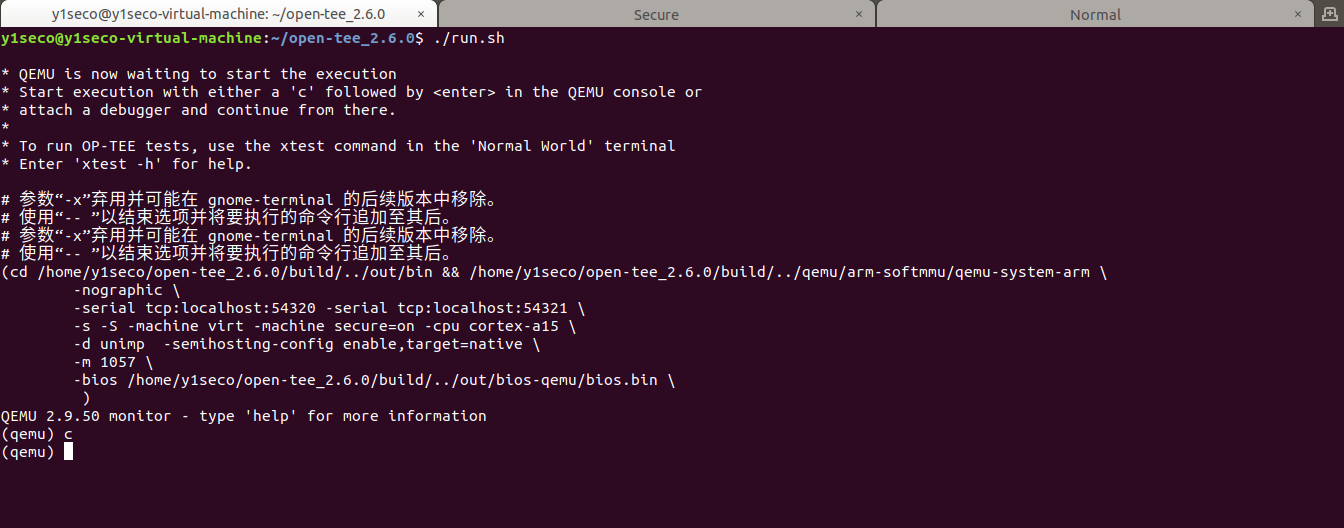 y1seco@y1seco-virtual-machine: ~/open-tee_2.6.0 × Secure × Normal ×
y1seco@y1seco-virtual-machine:~/open-tee_2.6.0$ ./run.sh
* QEMU is now waiting to start the execution
* Start execution with either a 'c' followed by <enter> in the QEMU console or
* attach a debugger and continue from there.
*
* To run OP-TEE tests, use the xtest command in the 'Normal World' terminal
* Enter 'xtest -h' for help.
# 参数“-x”弃用并可能在 gnome-terminal 的后续版本中移除。
# 使用“-- ”以结束选项并将要执行的命令行追加至其后。
# 参数“-x”弃用并可能在 gnome-terminal 的后续版本中移除。
# 使用“-- ”以结束选项并将要执行的命令行追加至其后。
(cd /home/y1seco/open-tee_2.6.0/build/../out/bin && /home/y1seco/open-tee_2.6.0/build/../qemu/arm-softmmu/qemu-system-arm \
-nographic \
-serial tcp:localhost:54320 -serial tcp:localhost:54321 \
-s -S -machine virt -machine secure=on -cpu cortex-a15 \
-d unimp  -semihosting-config enable,target=native \
-m 1057 \
-bios /home/y1seco/open-tee_2.6.0/build/../out/bios-qemu/bios.bin \
)
QEMU 2.9.50 monitor - type 'help' for more information
(qemu) c
(qemu)